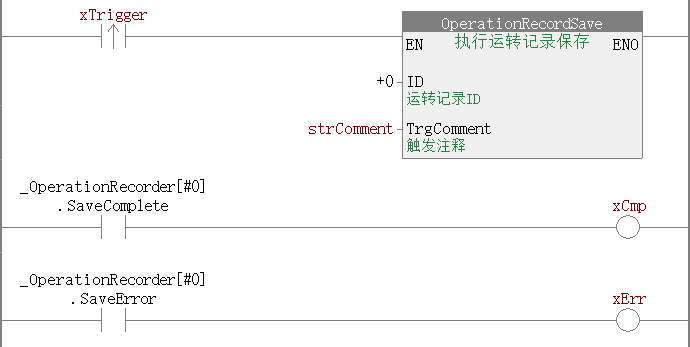 xTrigger
OperationRecordSave
EN 执行运转记录保存 ENO
+0 ID
运转记录ID
strComment TrgComment
触发注释
_OperationRecorder[#0]
.SaveComplete xCmp
_OperationRecorder[#0]
.SaveError xErr